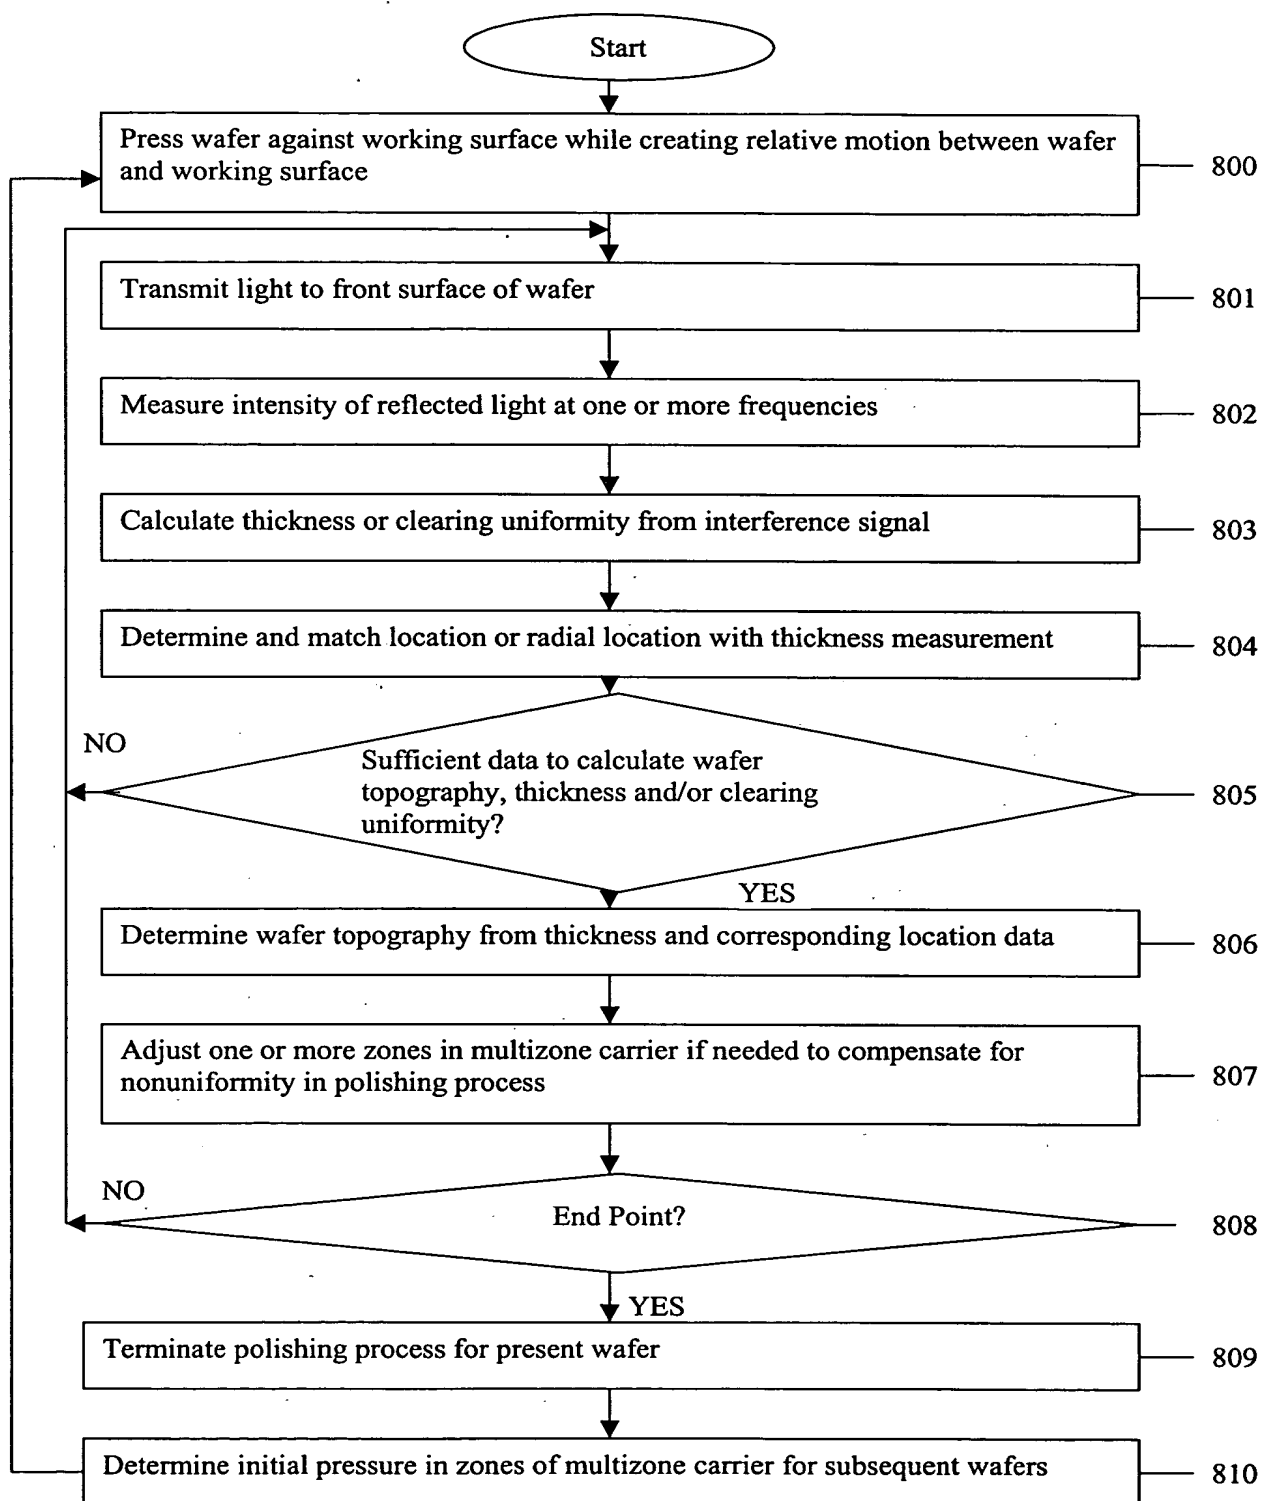 Start
Press wafer against working surface while creating relative motion between wafer
and working surface
800
Transmit light to front surface of wafer
801
Measure intensity of reflected light at one or more frequencies
802
Calculate thickness or clearing uniformity from interference signal
803
Determine and match location or radial location with thickness measurement
804
NO
Sufficient data to calculate wafer
topography, thickness and/or clearing
uniformity?
805
YES
Determine wafer topography from thickness and corresponding location data
806
Adjust one or more zones in multizone carrier if needed to compensate for
nonuniformity in polishing process
807
NO
End Point?
808
YES
Terminate polishing process for present wafer
809
Determine initial pressure in zones of multizone carrier for subsequent wafers
810